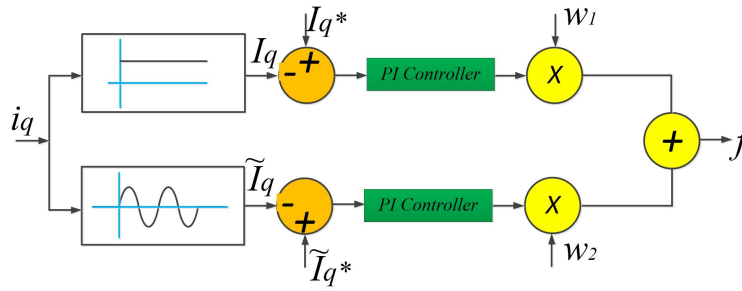 Iq*
w1
Iq
- +
PI Controller
X
iq
+
f
Ĩq
-
+
PI Controller
X
Ĩq*
w2